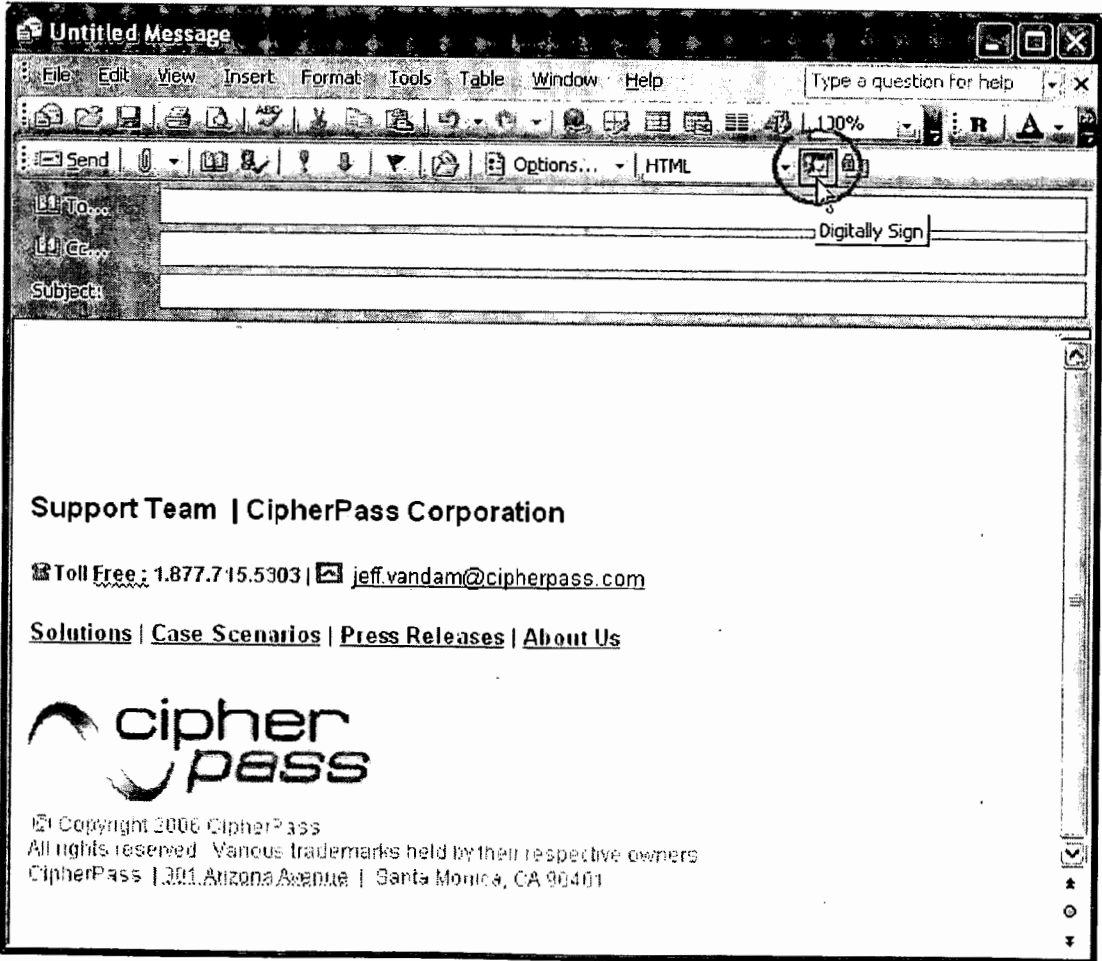 Untitled Message
File Edit View Insert Format Tools Table Window Help Type a question for help
ABC 100% B A
Send Options... HTML
To...
Cc...
Subject:
Digitally Sign
Support Team | CipherPass Corporation
Toll Free : 1.877.715.5303 | jeff.vandam@cipherpass.com
Solutions | Case Scenarios | Press Releases | About Us
cipher
pass
© Copyright 2006 CipherPass
All rights reserved Various trademarks held by their respective owners
CipherPass | 301 Arizona Avenue | Santa Monica, CA 90401